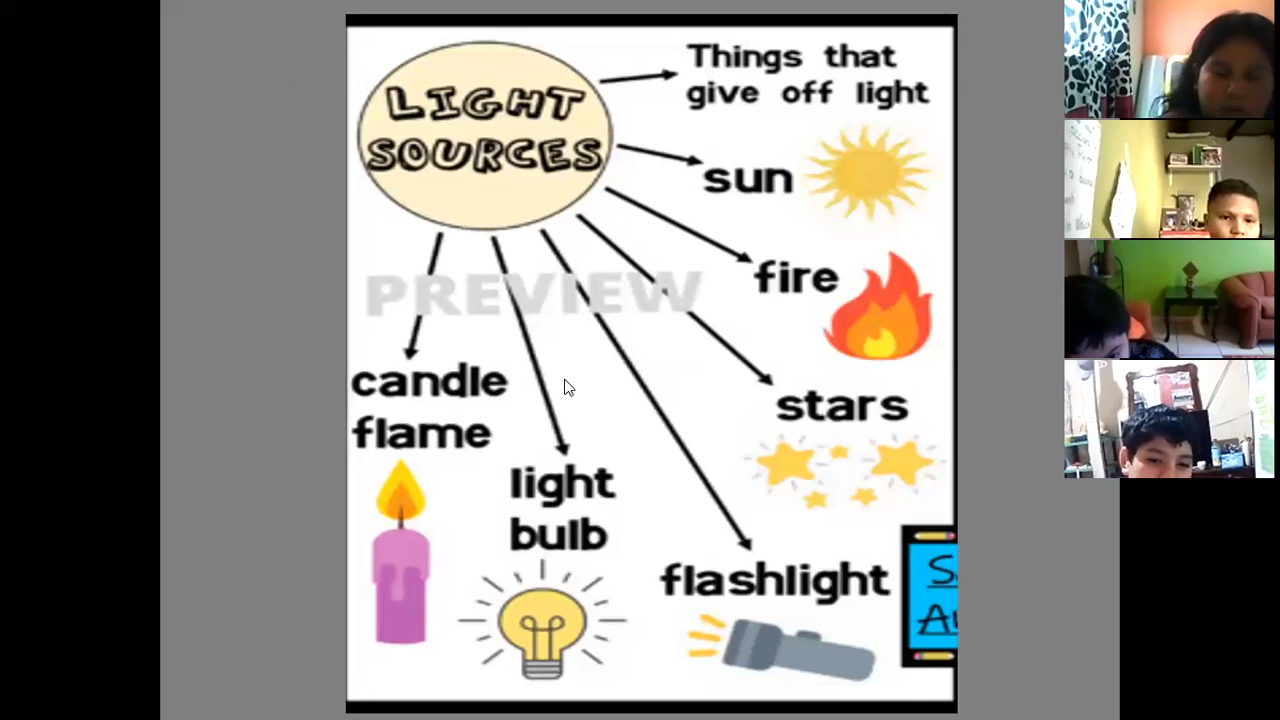 LIGHT
SOURCES
Things that
give off light
sun
fire
stars
PREVIEW
candle
flame
light
bulb
flashlight